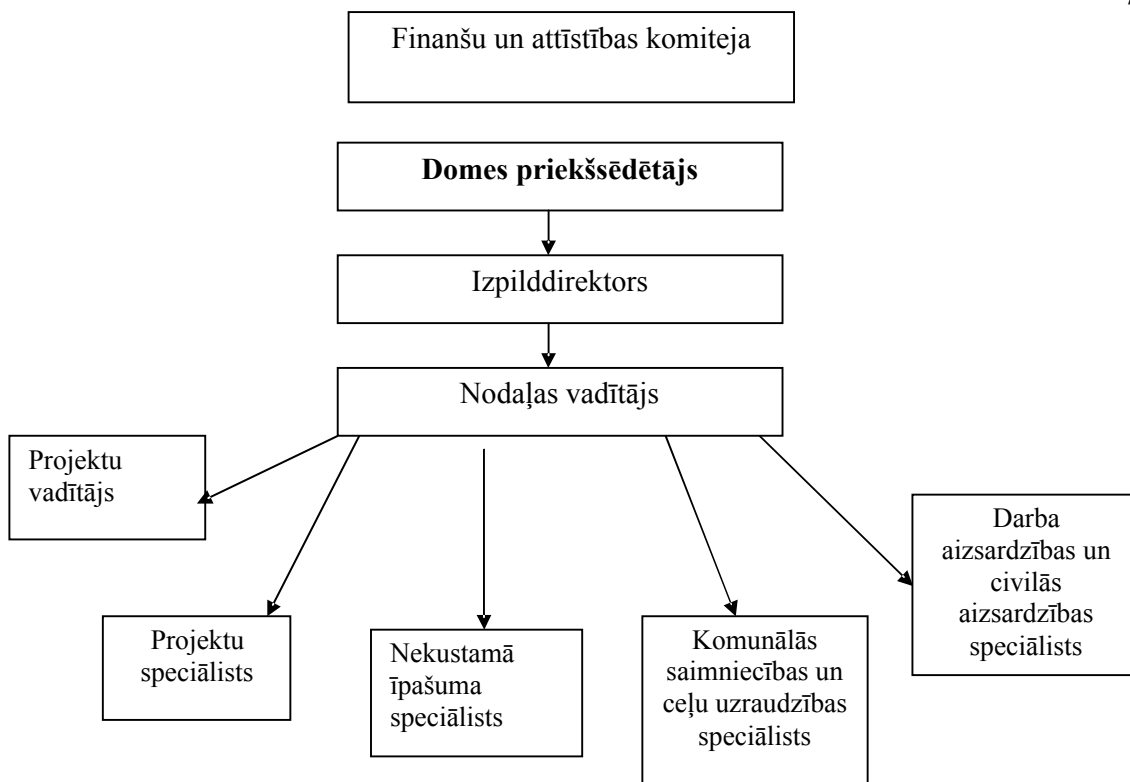 Finanšu un attīstības komiteja
Domes priekšsēdētājs
Izpilddirektors
Nodaļas vadītājs
Projektu
vadītājs
Darba
aizsardzības un
civilās
aizsardzības
speciālists
Projektu
speciālists
Nekustamā
īpašuma
speciālists
Komunālās
saimniecības un
ceļu uzraudzības
speciālists